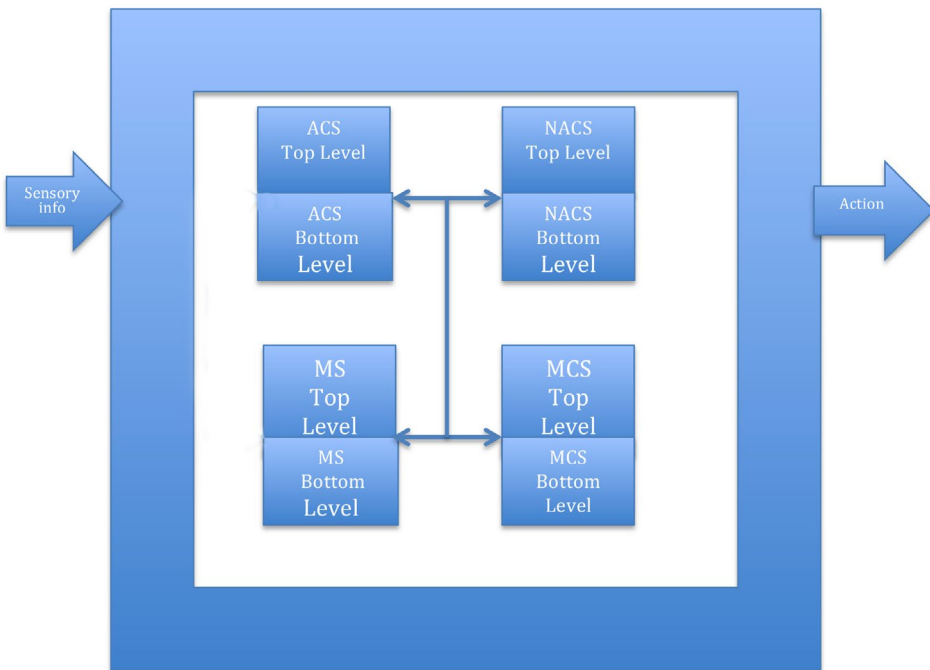 ACS
Top Level
NACS
Top Level
Sensory
info
Action
ACS
Bottom
Level
NACS
Bottom
Level
MS
Top
Level
MCS
Top
Level
MS
Bottom
Level
MCS
Bottom
Level